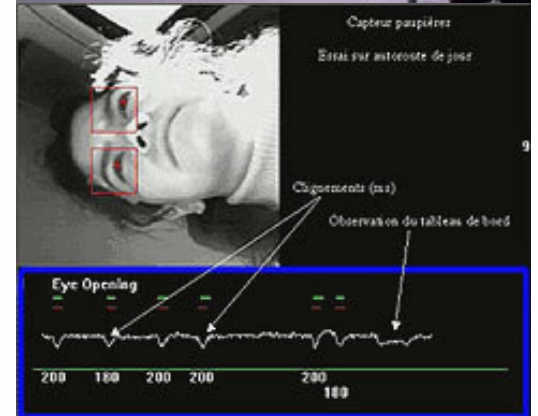 Capteur paupières
Essai sur autoroute de jour
9
Clignements (ms)
Observation du tableau de bord
Eye Opening
200 180 200 200 200
180